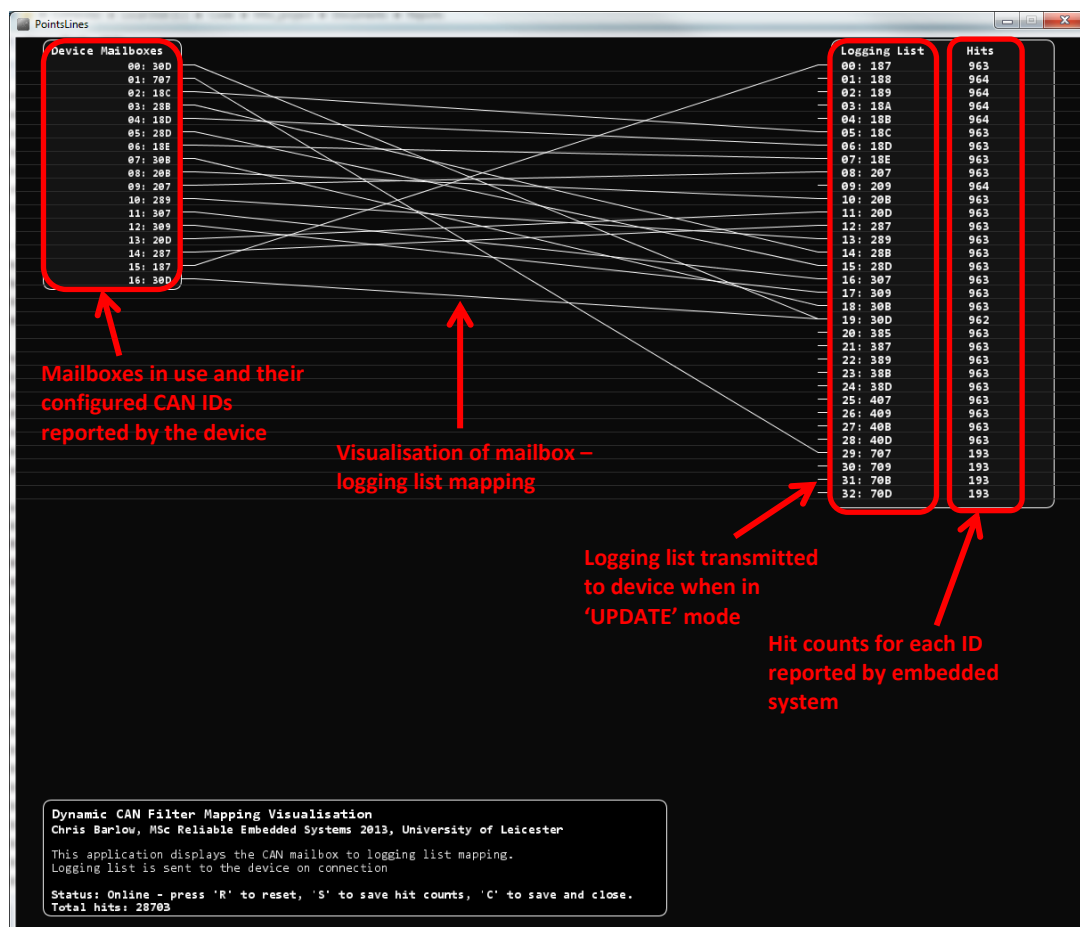 PointsLines
Device Mailboxes
00: 30D
01: 707
02: 18C
03: 28B
04: 18D
05: 28D
06: 18E
07: 30B
08: 20B
09: 207
10: 289
11: 307
12: 309
13: 20D
14: 287
15: 187
16: 30D
Logging List Hits
00: 187 963
01: 188 964
02: 189 964
03: 18A 964
04: 18B 964
05: 18C 963
06: 18D 963
07: 18E 963
08: 207 963
09: 209 964
10: 20B 963
11: 20D 963
12: 287 963
13: 289 963
14: 28B 963
15: 28D 963
16: 307 963
17: 309 963
18: 30B 963
19: 30D 962
20: 385 963
21: 387 963
22: 389 963
23: 38B 963
24: 38D 963
25: 407 963
26: 409 963
27: 40B 963
28: 40D 963
29: 707 193
30: 709 193
31: 70B 193
32: 70D 193
Mailboxes in use and their
configured CAN IDs
reported by the device
Visualisation of mailbox –
logging list mapping
Logging list transmitted
to device when in
‘UPDATE’ mode
Hit counts for each ID
reported by embedded
system
Dynamic CAN Filter Mapping Visualisation
Chris Barlow, MSc Reliable Embedded Systems 2013, University of Leicester
This application displays the CAN mailbox to logging list mapping.
Logging list is sent to the device on connection
Status: Online - press 'R' to reset, 'S' to save hit counts, 'C' to save and close.
Total hits: 28703